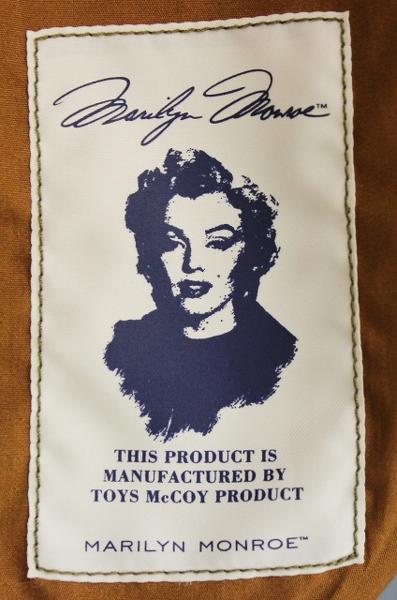 Marilyn Monroe™
THIS PRODUCT IS
MANUFACTURED BY
TOYS McCOY PRODUCT
MARILYN MONROE™